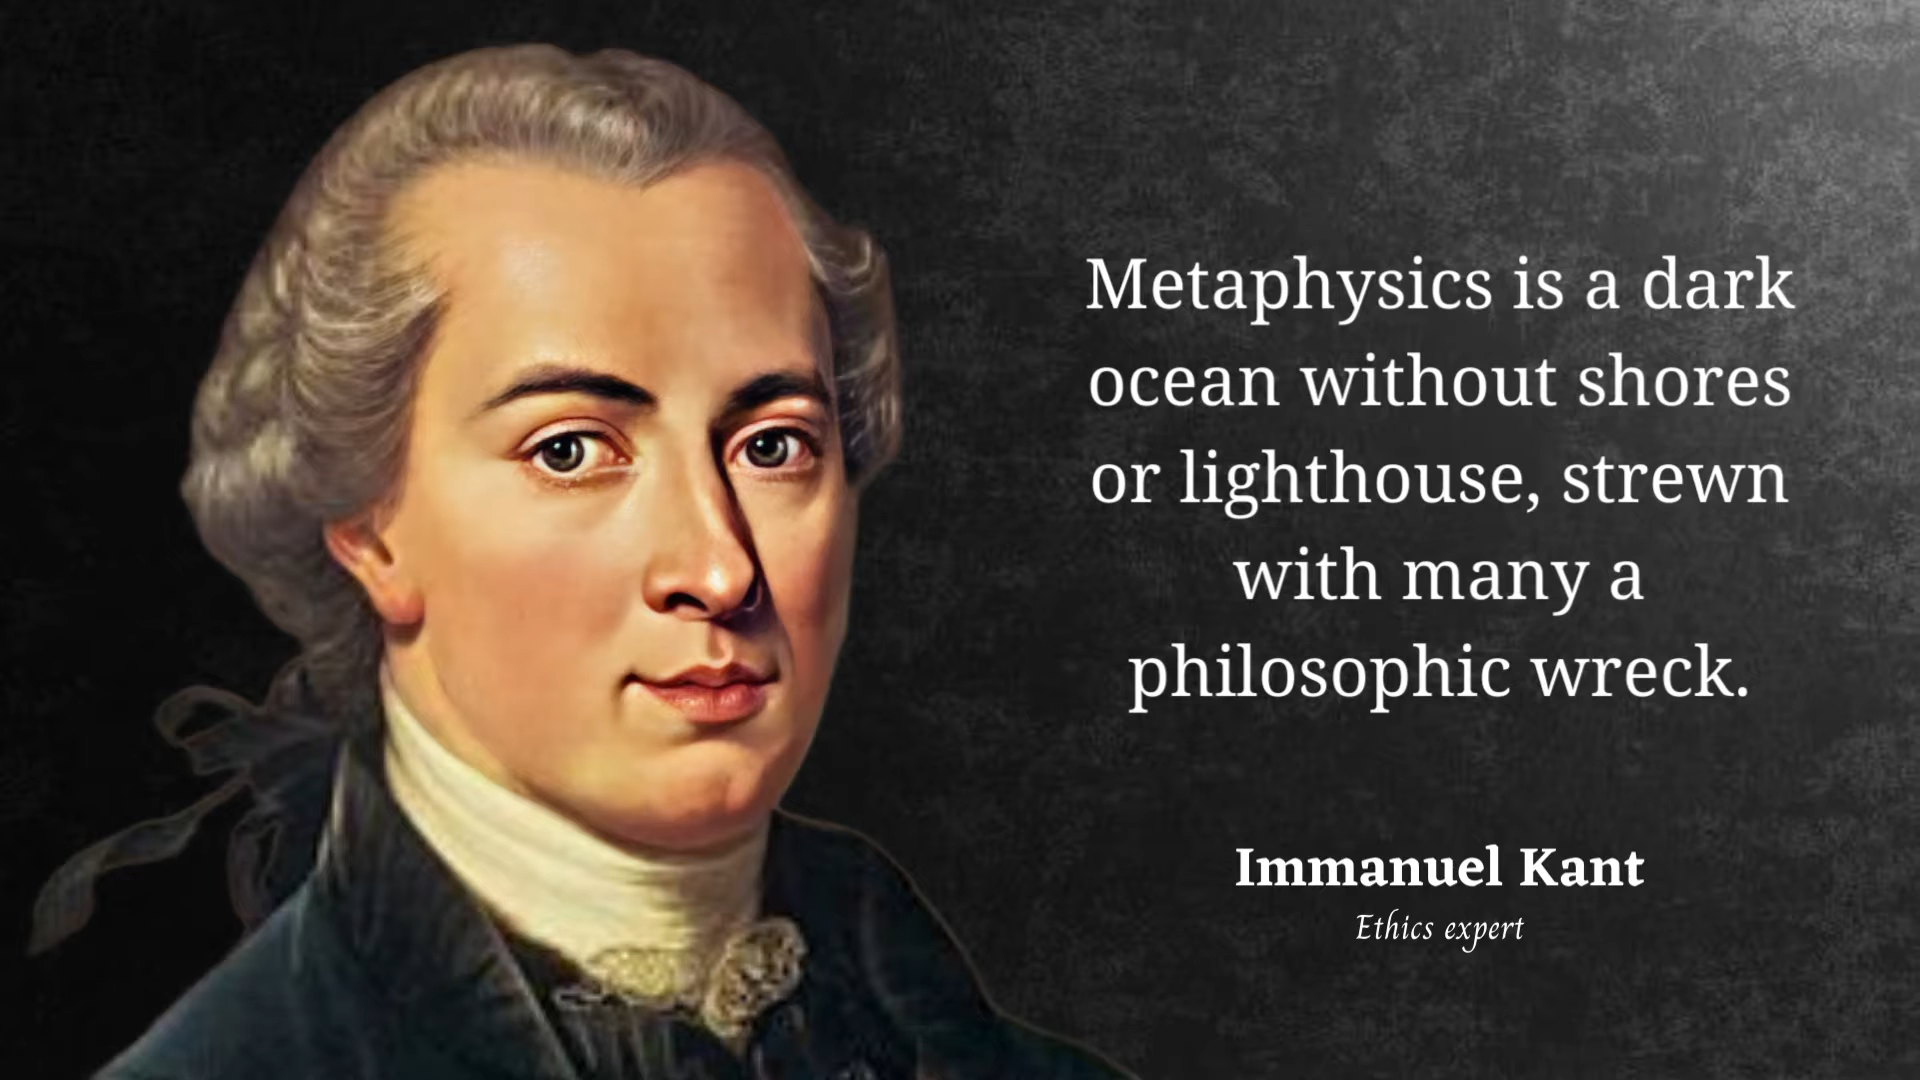 Metaphysics is a dark
ocean without shores
or lighthouse, strewn
with many a
philosophic wreck.
Immanuel Kant
Ethics expert